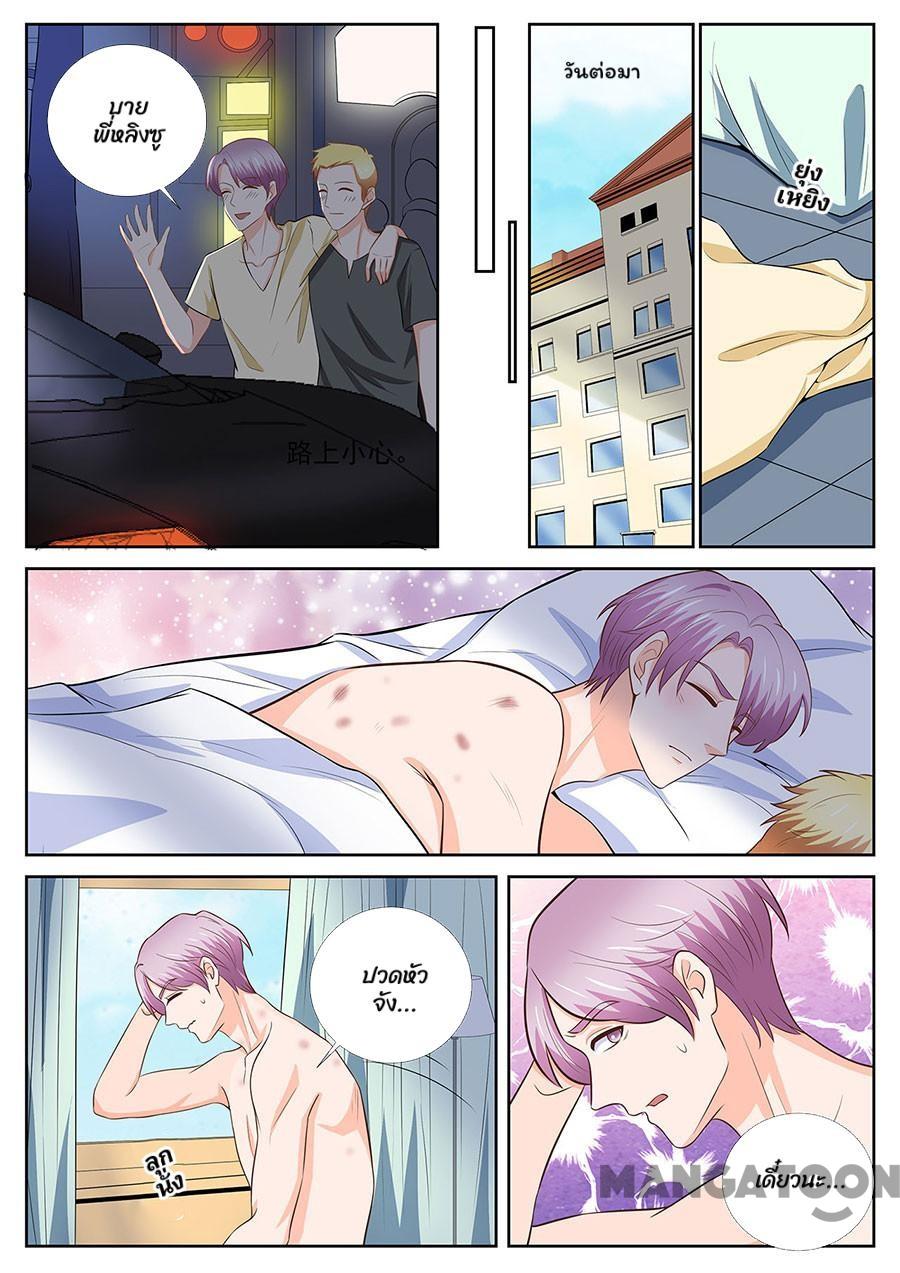 บาย
พี่หลิงซู
路上小心。
วันต่อมา
ยุ่ง
เหยิง
ปวดหัว
จัง...
ลุก
นั่ง
เดี๋ยวนะ...
MANGATOON